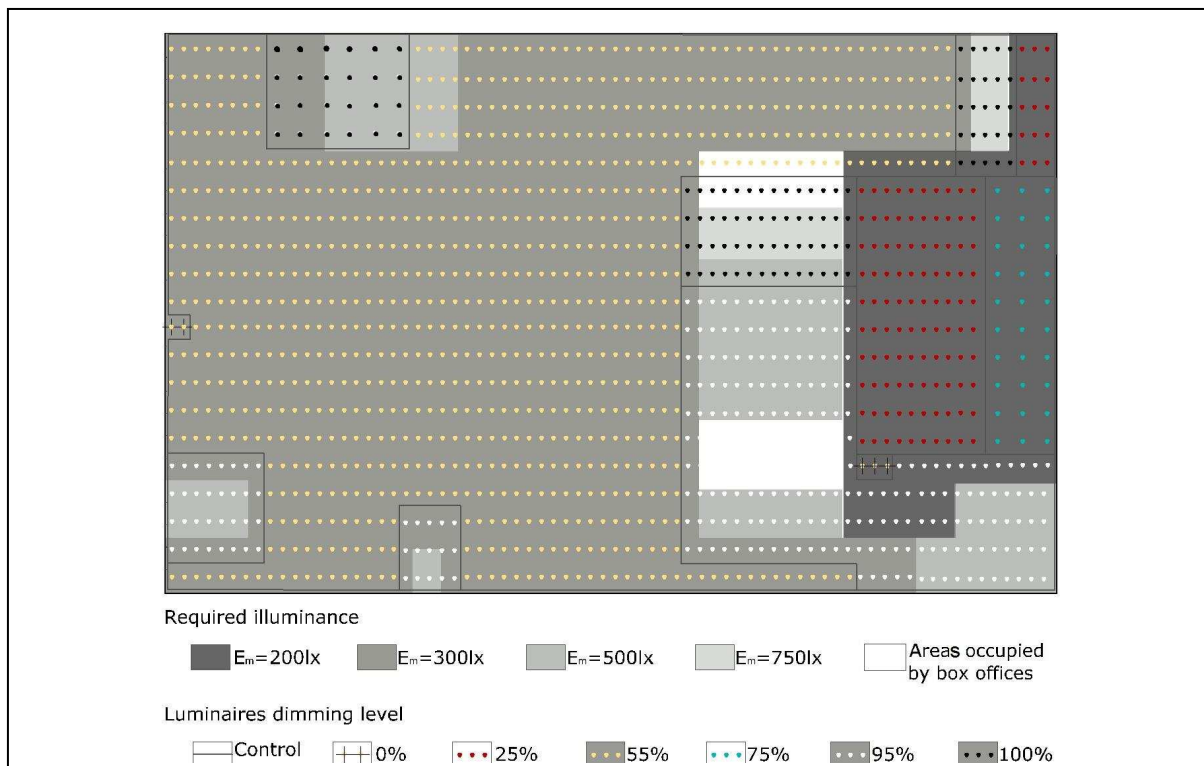 Required illuminance
Em=200lx Em=300lx Em=500lx Em=750lx Areas occupied
by box offices
Luminaires dimming level
Control 0% 25% 55% 75% 95% 100%